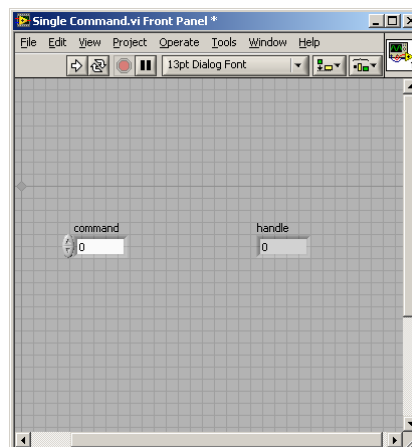 Single Command.vi Front Panel *
File Edit View Project Operate Tools Window Help
13pt Dialog Font
command handle
0 0